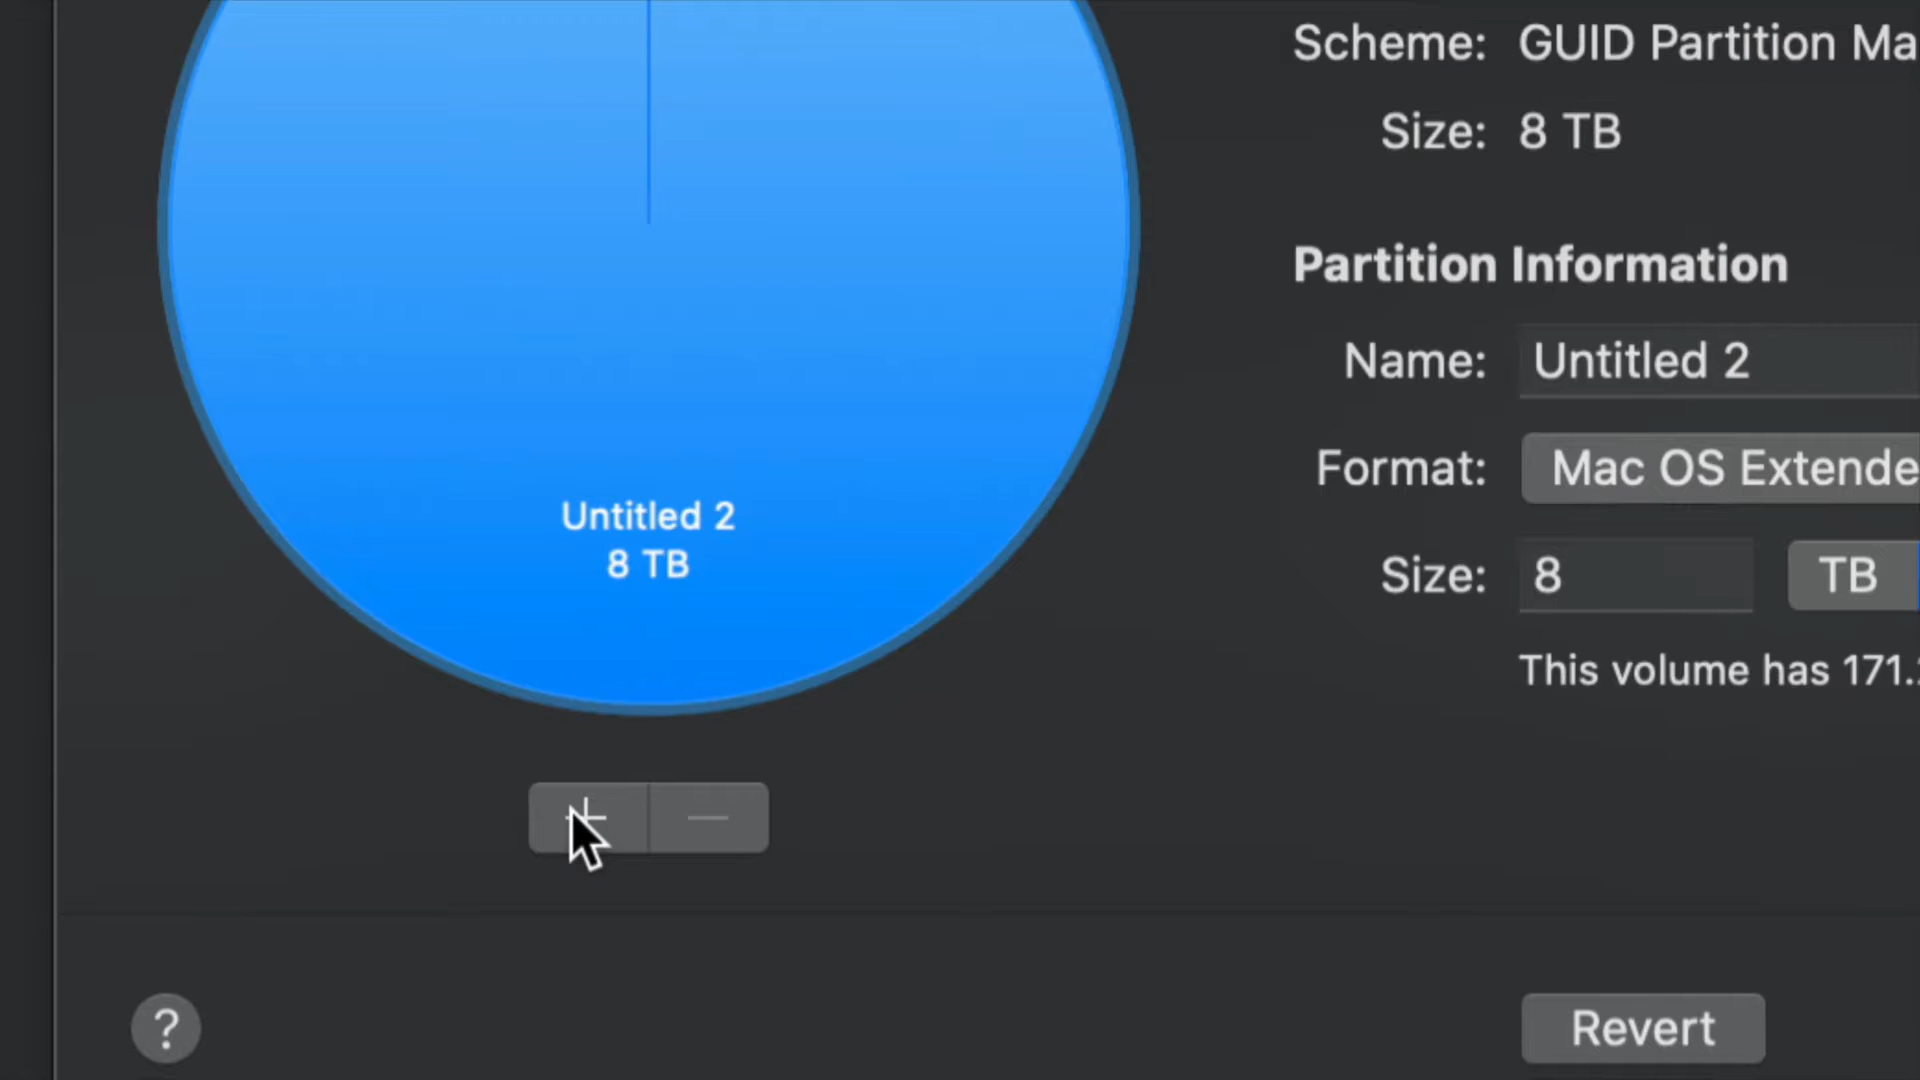 Scheme: GUID Partition Ma
Size: 8 TB
Partition Information
Name: Untitled 2
Format: Mac OS Extende
Untitled 2
8 TB
Size: 8 TB
This volume has 171.
?
Revert